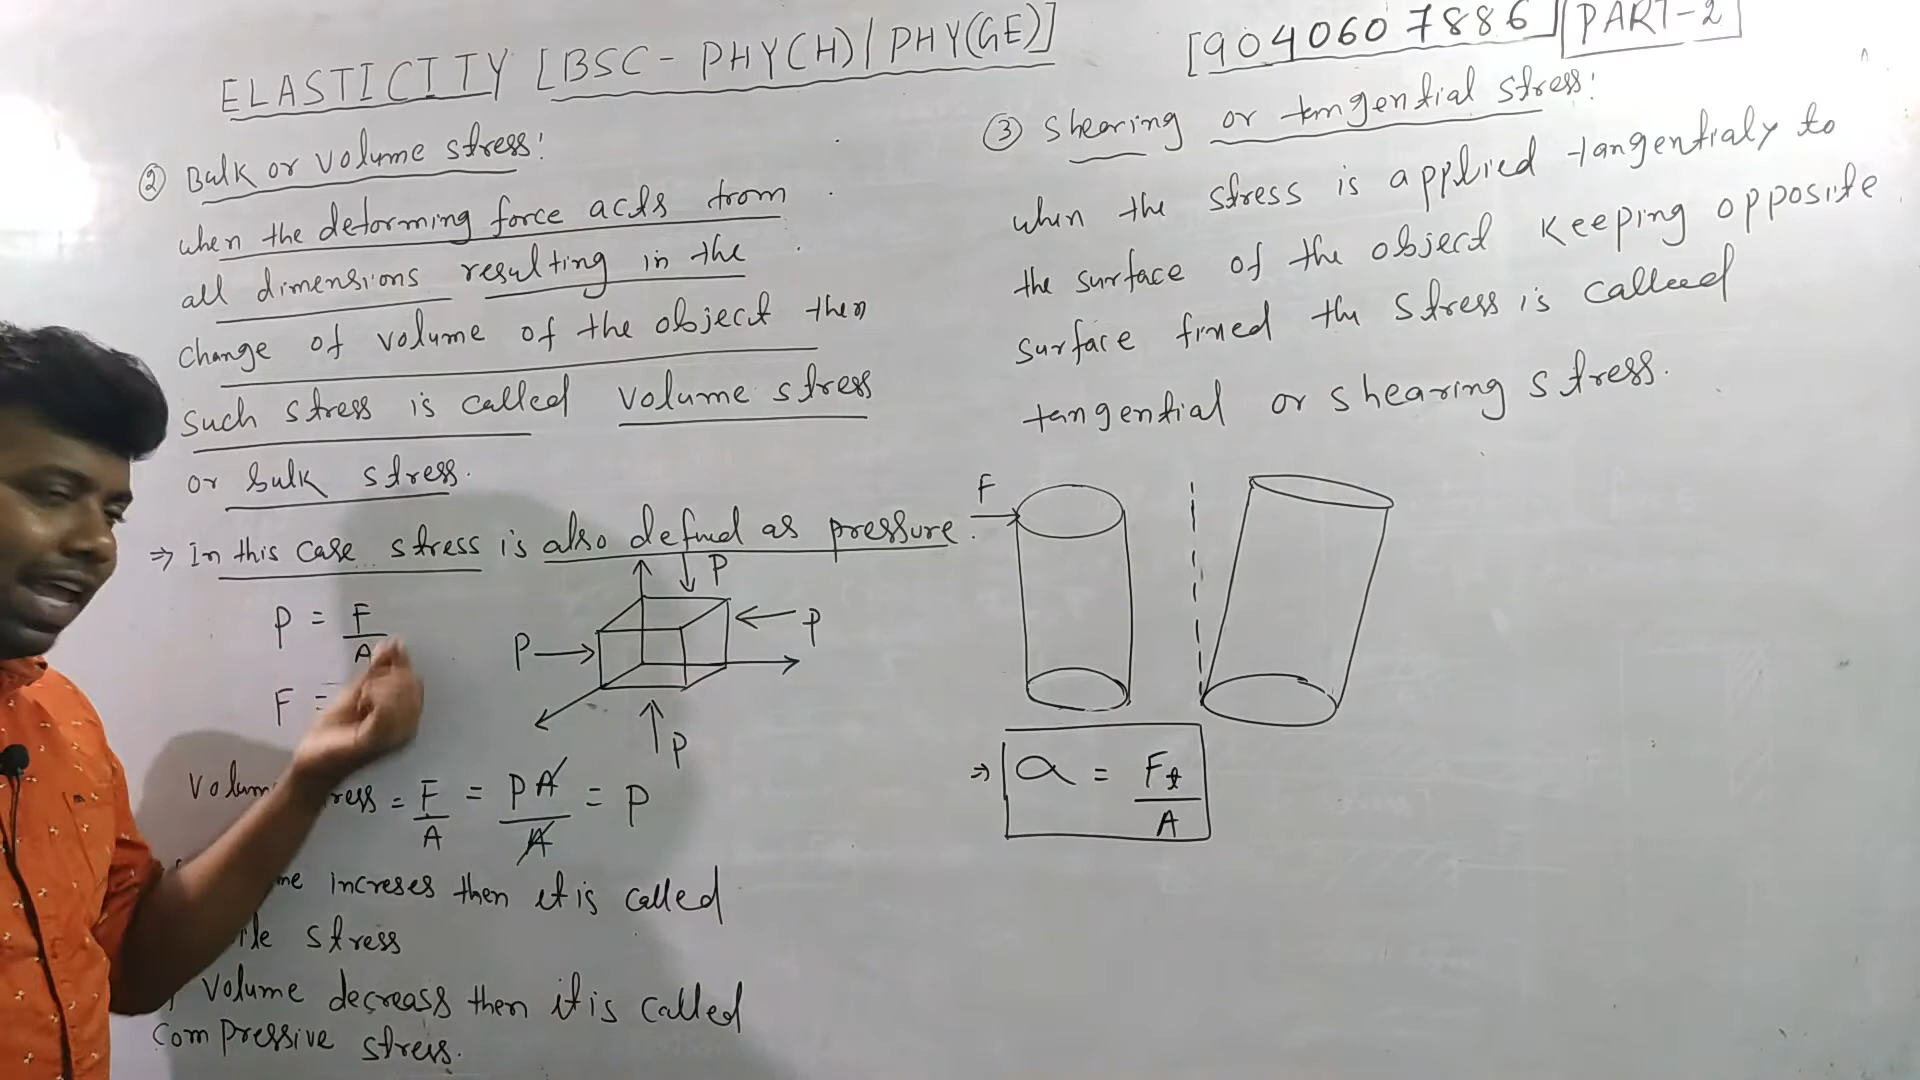 ELASTICITY [BSC - PHY(H)/PHY(GE)]
[9040607886] PART-2
② Bulk or volume stress:
when the deforming force acts from
all dimensions resulting in the
change of volume of the object then
such stress is called volume stress
or bulk stress.
⇒ In this case stress is also defined as pressure.
P = F/A
F =
P
P
P
P
stress = F/A = PA/A = P
increses then it is called
stress
volume decreass then it is called
compressive stress.
③ Shearing or tangential stress:
when the stress is applied tangentialy to
the surface of the object keeping opposite
surface fixed the stress is called
tangential or shearing stress.
F
⇒ α = Ft/A